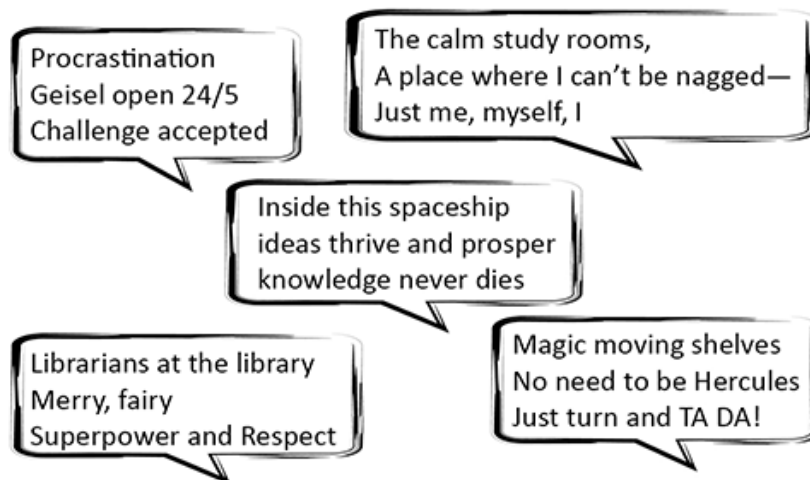 Procrastination
Geisel open 24/5
Challenge accepted
The calm study rooms,
A place where I can’t be nagged—
Just me, myself, I
Inside this spaceship
ideas thrive and prosper
knowledge never dies
Librarians at the library
Merry, fairy
Superpower and Respect
Magic moving shelves
No need to be Hercules
Just turn and TA DA!